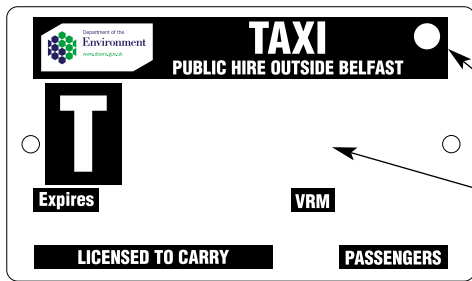 Department of the
Environment
www.doeni.gov.uk
TAXI
PUBLIC HIRE OUTSIDE BELFAST
T
Expires
VRM
LICENSED TO CARRY
PASSENGERS